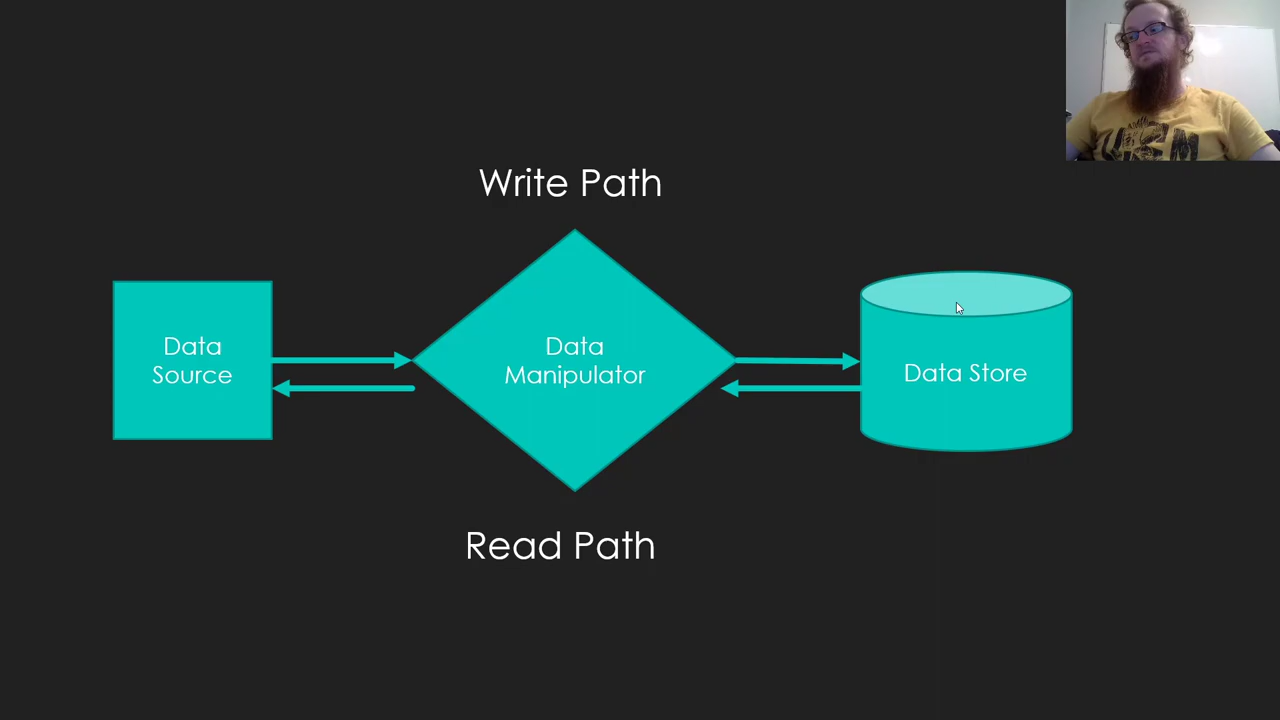 Write Path
Data
Source
Data
Manipulator
Data Store
Read Path